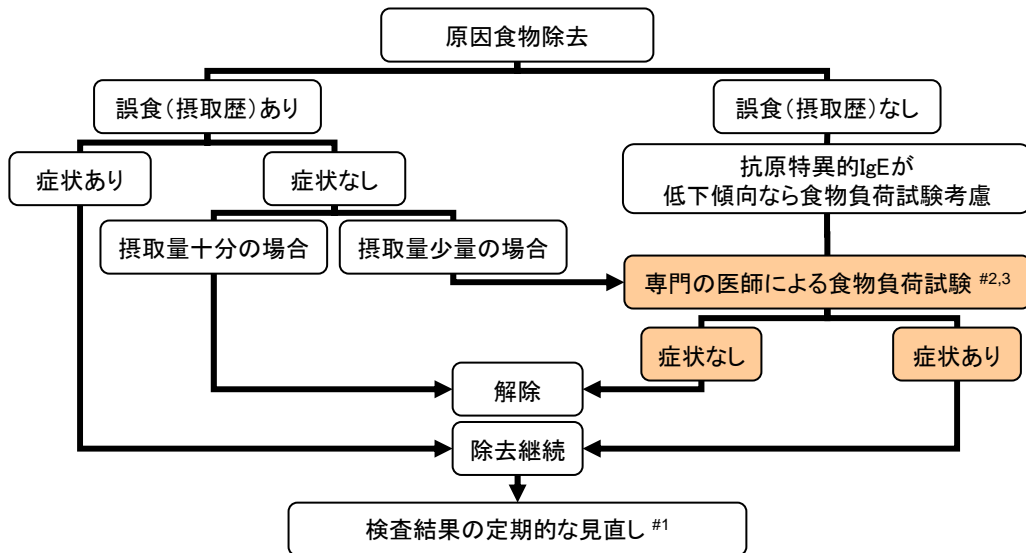 原因食物除去
誤食(摂取歴)あり
誤食(摂取歴)なし
症状あり
症状なし
抗原特異的IgEが
低下傾向なら食物負荷試験考慮
摂取量十分の場合
摂取量少量の場合
専門の医師による食物負荷試験 #2,3
症状なし
症状あり
解除
除去継続
検査結果の定期的な見直し #1